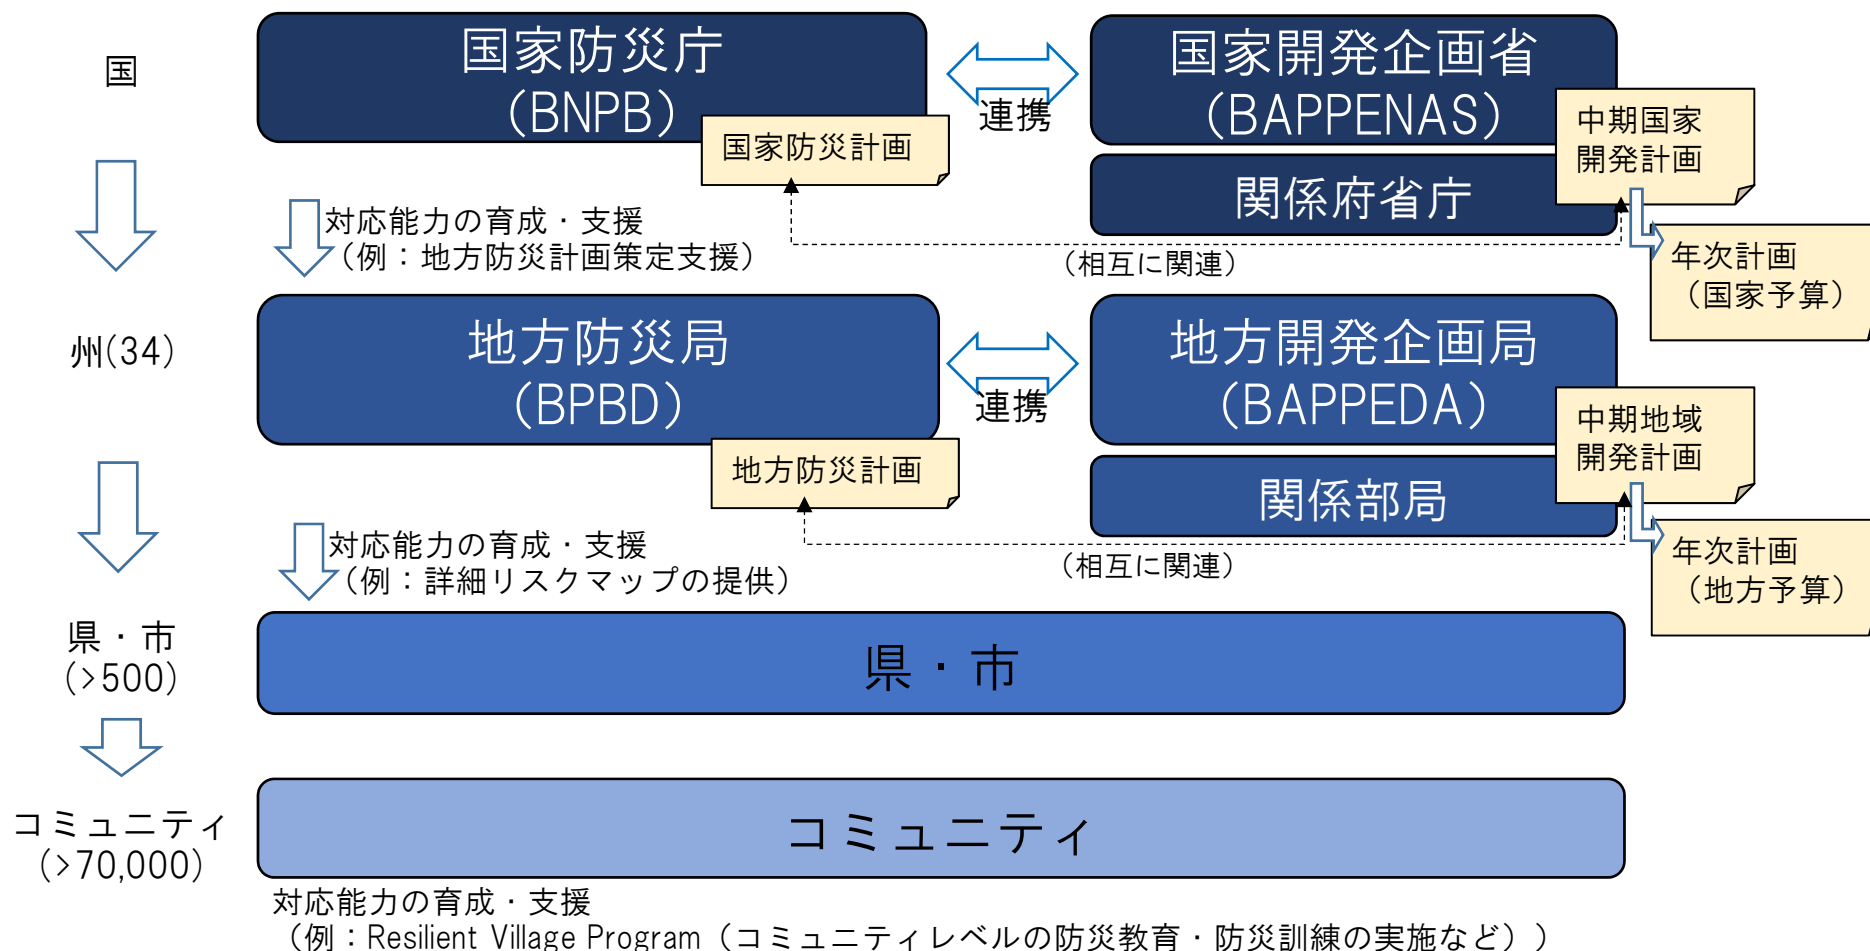 国
国家防災庁
（BNPB）
国家防災計画
連携
国家開発企画省
（BAPPENAS）
中期国家
開発計画
関係府省庁
対応能力の育成・支援
（例：地方防災計画策定支援）
（相互に関連）
年次計画
（国家予算）
州(34)
地方防災局
（BPBD）
地方防災計画
連携
地方開発企画局
（BAPPEDA）
中期地域
開発計画
関係部局
対応能力の育成・支援
（例：詳細リスクマップの提供）
（相互に関連）
年次計画
（地方予算）
県・市
(>500)
県・市
コミュニティ
(>70,000)
コミュニティ
対応能力の育成・支援
（例：Resilient Village Program（コミュニティレベルの防災教育・防災訓練の実施など））